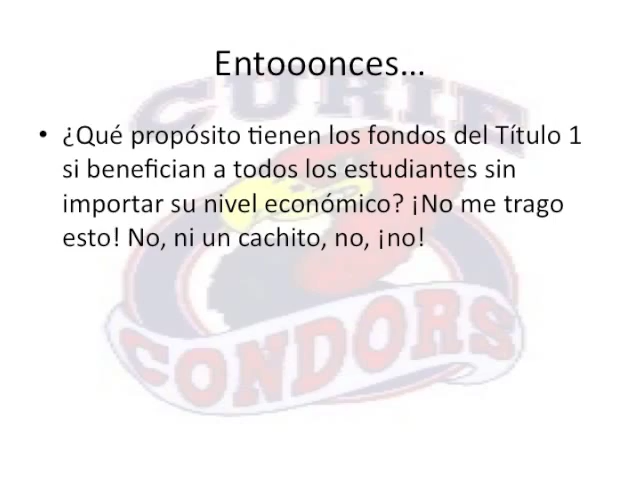 Entooonces...
CURIE
• ¿Qué propósito tienen los fondos del Título 1
si benefician a todos los estudiantes sin
importar su nivel económico? ¡No me trago
esto! No, ni un cachito, no, ¡no!
CONDORS